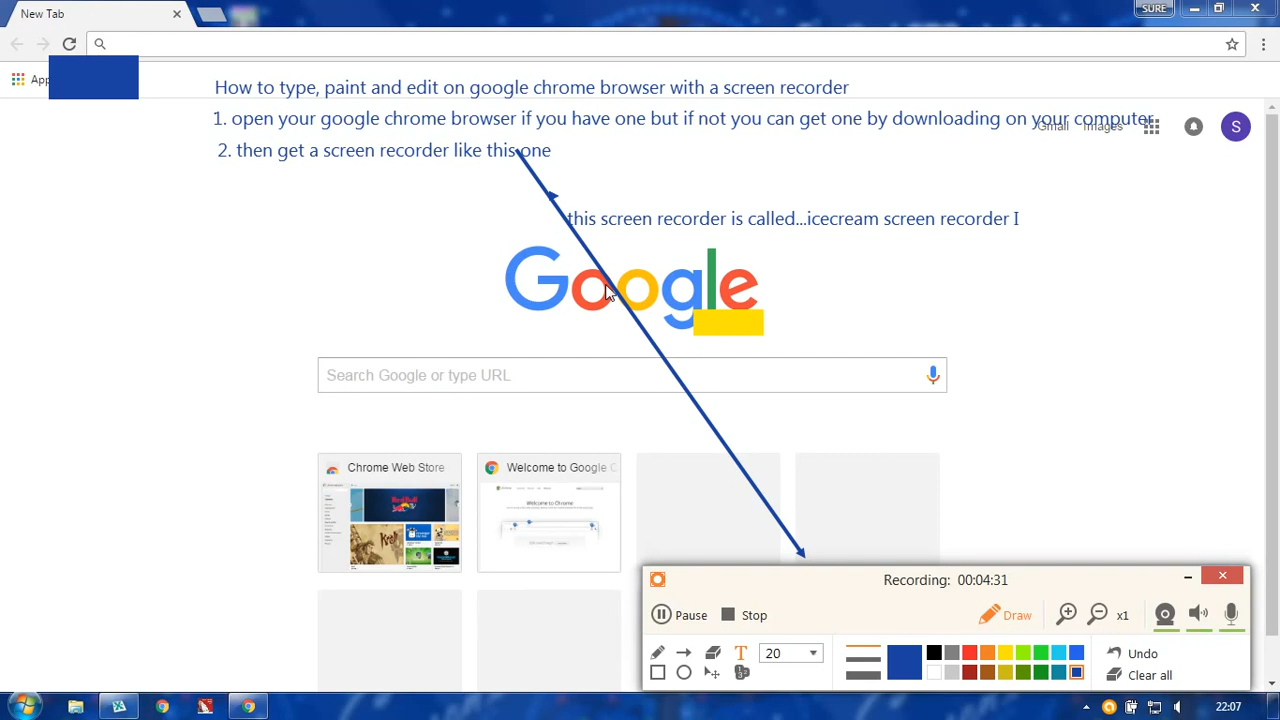 New Tab
SURE
App
How to type, paint and edit on google chrome browser with a screen recorder
1. open your google chrome browser if you have one but if not you can get one by downloading on your computer
Gmail Images
S
2. then get a screen recorder like this one
this screen recorder is called...icecream screen recorder I
Google
Search Google or type URL
Chrome Web Store
Welcome to Google C
Welcome to Chrome
Recording: 00:04:31
Pause Stop Draw x1
T 20 Undo
Clear all
22:07